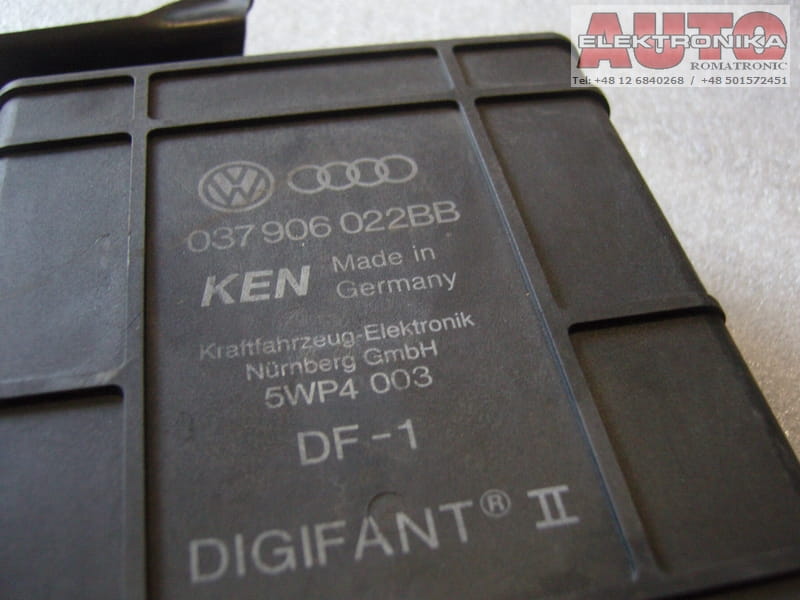 AUTO
ELEKTRONIKA
ROMATRONIC
Tel: +48 12 6840268 / +48 501572451
037 906 022BB
KEN Made in
Germany
Kraftfahrzeug-Elektronik
Nürnberg GmbH
5WP4 003
DF-1
DIGIFANT® II